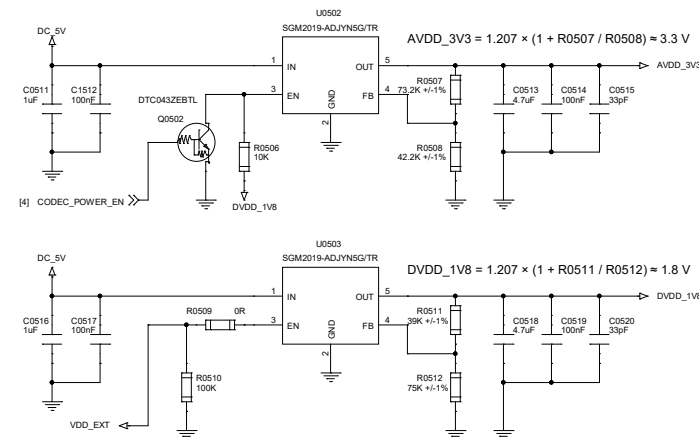 U0502
SGM2019-ADJYN5G/TR
AVDD_3V3 = 1.207 × (1 + R0507 / R0508) ≈ 3.3 V
DC_5V
1 IN OUT 5
AVDD_3V3
3 EN FB 4
GND
2
C0511
1uF
C1512
100nF
DTC043ZEBTL
Q0502
R0506
10K
DVDD_1V8
[4] CODEC_POWER_EN
R0507
73.2K +/-1%
R0508
42.2K +/-1%
C0513
4.7uF
C0514
100nF
C0515
33pF
U0503
SGM2019-ADJYN5G/TR
DVDD_1V8 = 1.207 × (1 + R0511 / R0512) ≈ 1.8 V
DC_5V
1 IN OUT 5
DVDD_1V8
3 EN FB 4
GND
2
C0516
1uF
C0517
100nF
R0509 0R
R0510
100K
VDD_EXT
R0511
39K +/-1%
R0512
75K +/-1%
C0518
4.7uF
C0519
100nF
C0520
33pF